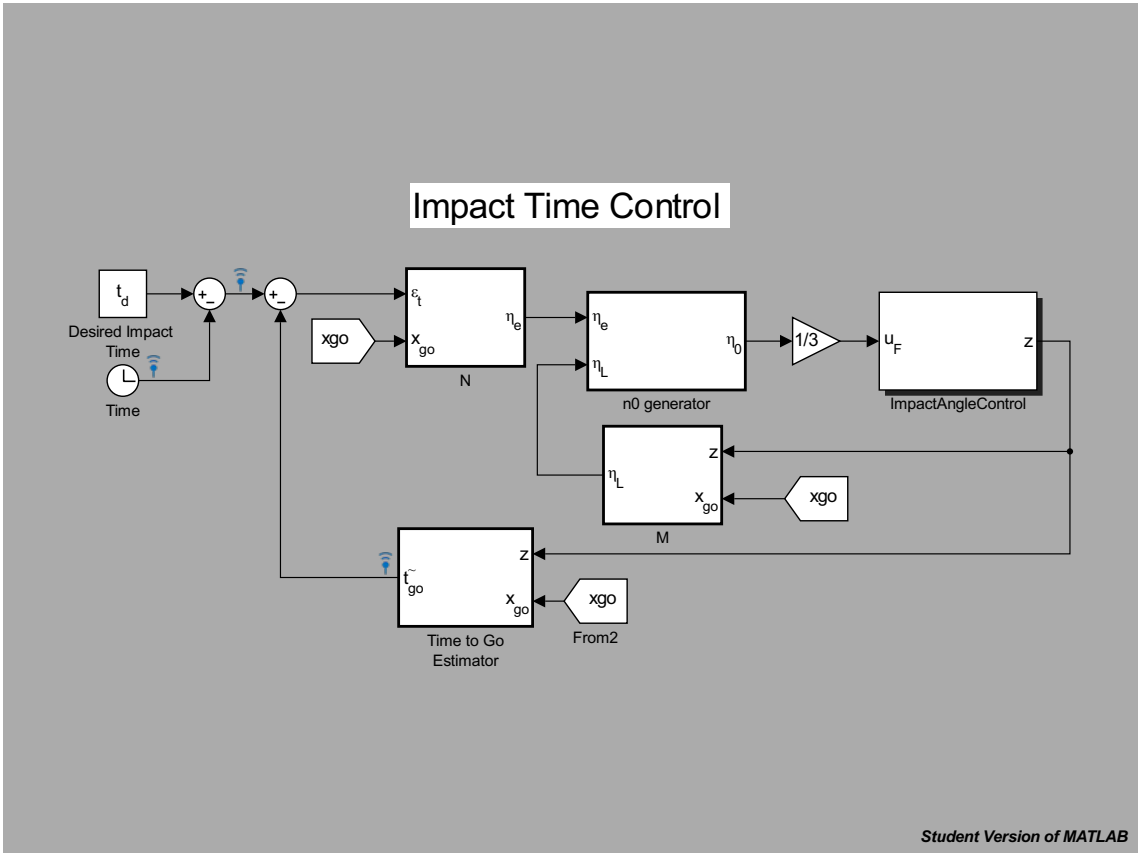 Impact Time Control
t_d
Desired Impact
Time
+
−
+
−
Time
xgo
ε_t
x_go
η_e
N
η_e
η_L
η_0
n0 generator
1/3
u_F
z
ImpactAngleControl
z
η_L
x_go
xgo
M
z
t_go~
x_go
xgo
Time to Go
Estimator
From2
Student Version of MATLAB